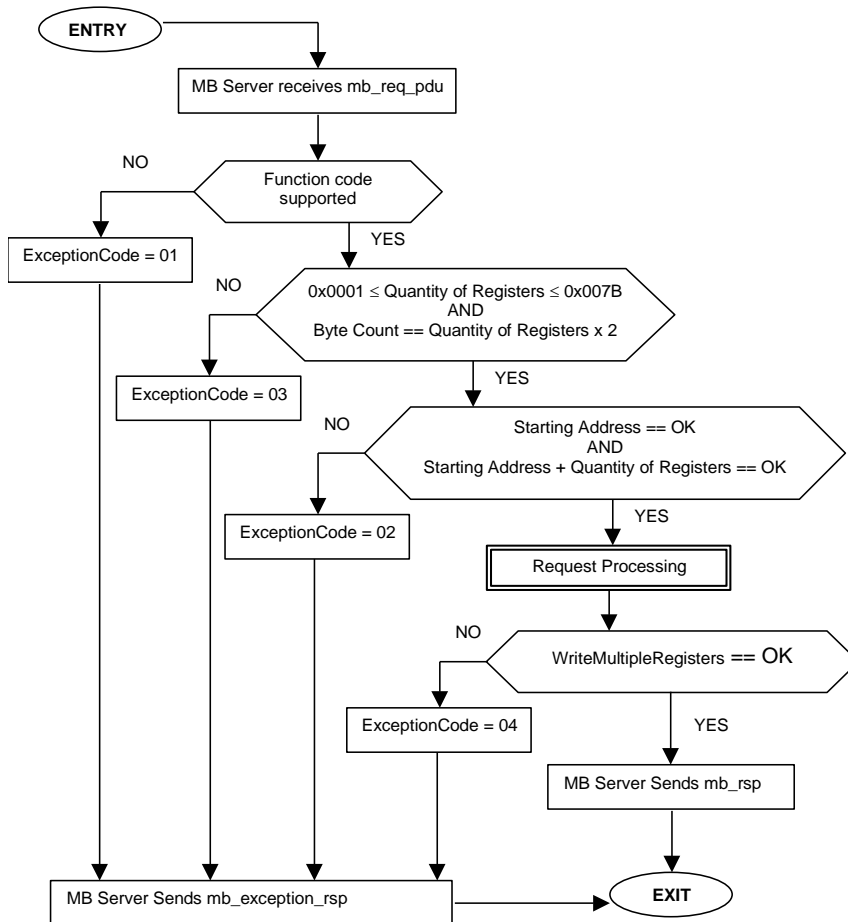 ENTRY
MB Server receives mb_req_pdu
NO
Function code
supported
YES
ExceptionCode = 01
NO
0x0001 ≤ Quantity of Registers ≤ 0x007B
AND
Byte Count == Quantity of Registers x 2
YES
ExceptionCode = 03
NO
Starting Address == OK
AND
Starting Address + Quantity of Registers == OK
YES
ExceptionCode = 02
Request Processing
NO
WriteMultipleRegisters == OK
YES
ExceptionCode = 04
MB Server Sends mb_rsp
MB Server Sends mb_exception_rsp
EXIT